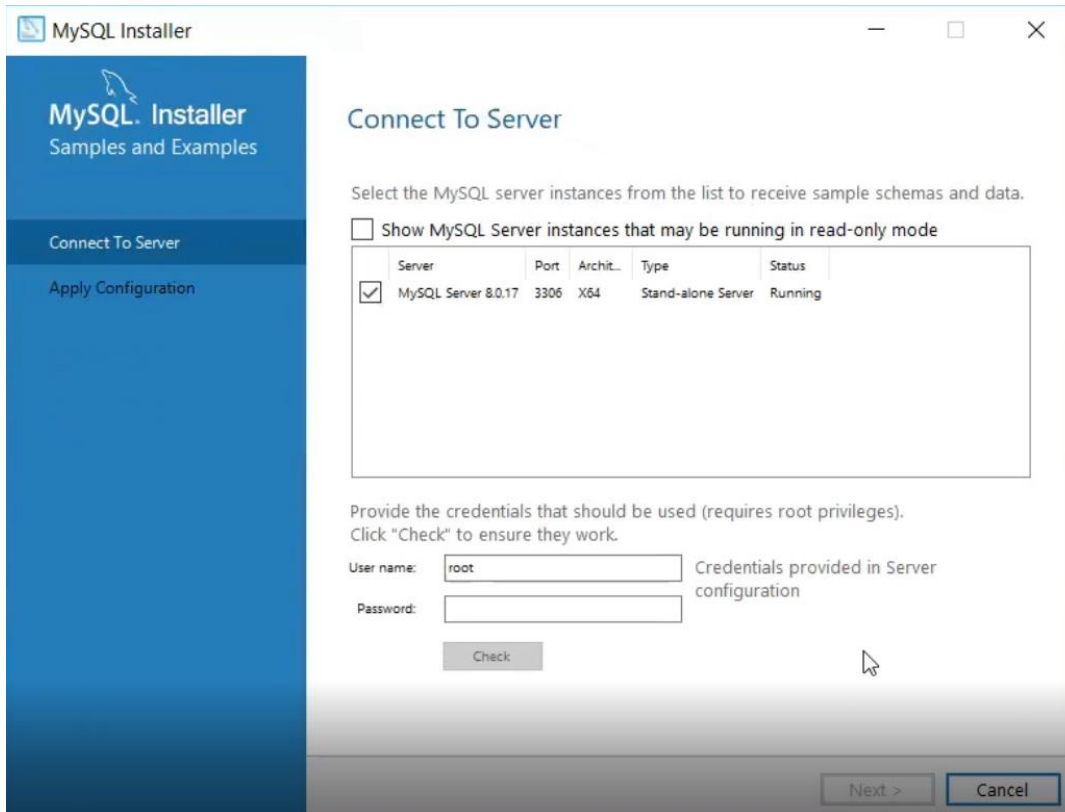 MySQL Installer
MySQL. Installer
Samples and Examples
Connect To Server
Apply Configuration
Connect To Server
Select the MySQL server instances from the list to receive sample schemas and data.
Show MySQL Server instances that may be running in read-only mode
Server Port Archit... Type Status
MySQL Server 8.0.17 3306 X64 Stand-alone Server Running
Provide the credentials that should be used (requires root privileges).
Click "Check" to ensure they work.
User name: root
Credentials provided in Server
configuration
Password:
Check
Next > Cancel